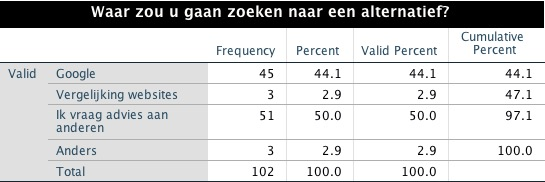 Waar zou u gaan zoeken naar een alternatief?
Frequency Percent Valid Percent Cumulative Percent
Valid Google 45 44.1 44.1 44.1
Vergelijking websites 3 2.9 2.9 47.1
Ik vraag advies aan anderen 51 50.0 50.0 97.1
Anders 3 2.9 2.9 100.0
Total 102 100.0 100.0